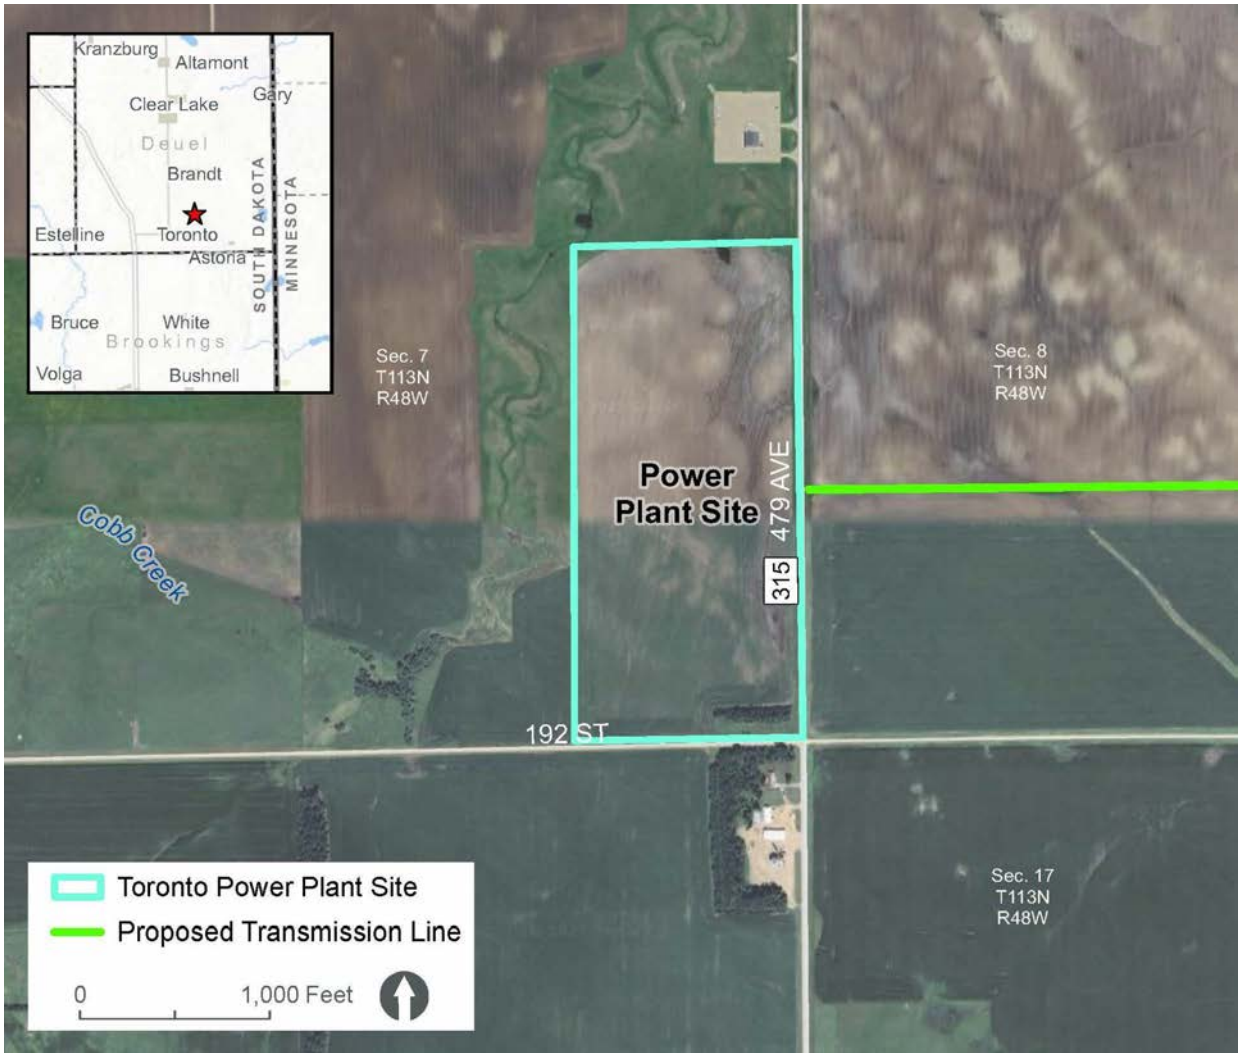 Kranzburg
Altamont
Gary
Clear Lake
Deuel
Brandt
SOUTH DAKOTA
MINNESOTA
Estelline
Toronto
Astoria
Bruce
White
Brookings
Volga
Bushnell
Sec. 7
T113N
R48W
Sec. 8
T113N
R48W
Power
Plant Site
479 AVE
315
Cobb Creek
192 ST
Sec. 17
T113N
R48W
Toronto Power Plant Site
Proposed Transmission Line
0 1,000 Feet